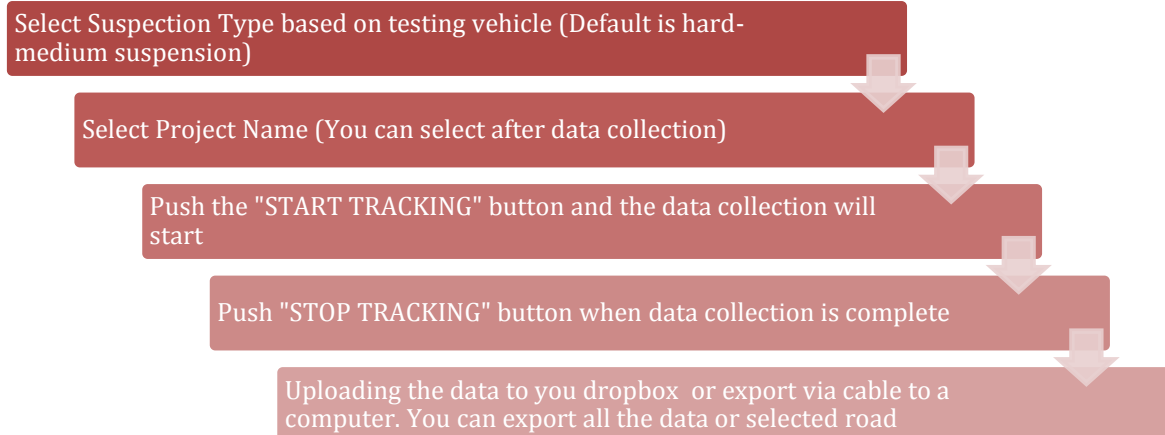 Select Suspection Type based on testing vehicle (Default is hard-
medium suspension)
Select Project Name (You can select after data collection)
Push the "START TRACKING" button and the data collection will
start
Push "STOP TRACKING" button when data collection is complete
Uploading the data to you dropbox  or export via cable to a
computer. You can export all the data or selected road